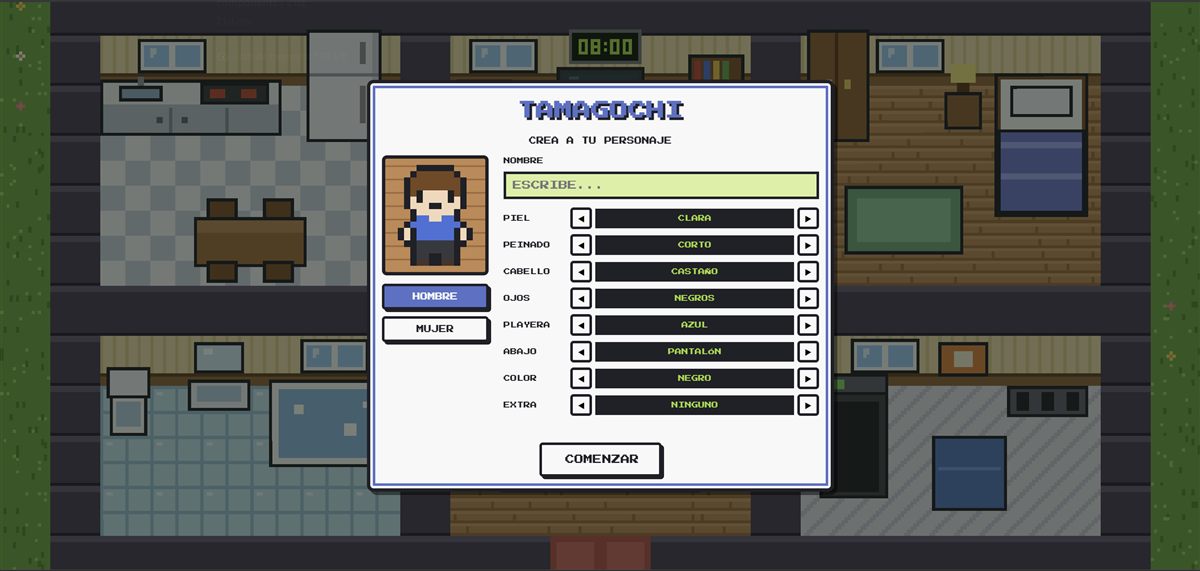 08:00
TAMAGOCHI
CREA A TU PERSONAJE
NOMBRE
ESCRIBE...
PIEL CLARA
PEINADO CORTO
CABELLO CASTAñO
OJOS NEGROS
PLAYERA AZUL
ABAJO PANTALóN
COLOR NEGRO
EXTRA NINGUNO
HOMBRE
MUJER
COMENZAR